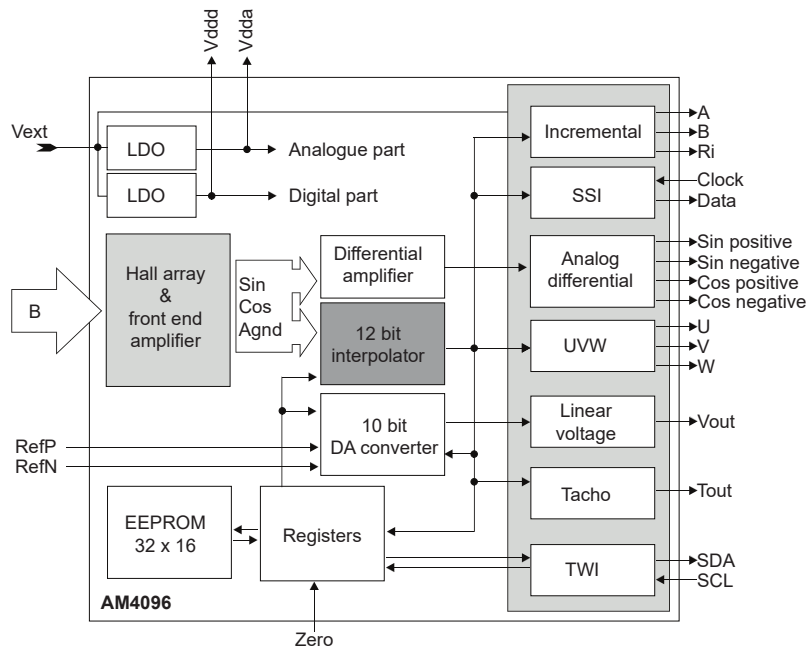 Vddd
Vdda
Vext
LDO
Analogue part
LDO
Digital part
Incremental
A
B
Ri
SSI
Clock
Data
B
Hall array
&
front end
amplifier
Sin
Cos
Agnd
Differential
amplifier
12 bit
interpolator
Analog
differential
Sin positive
Sin negative
Cos positive
Cos negative
UVW
U
V
W
RefP
RefN
10 bit
DA converter
Linear
voltage
Vout
Tacho
Tout
EEPROM
32 x 16
Registers
TWI
SDA
SCL
AM4096
Zero